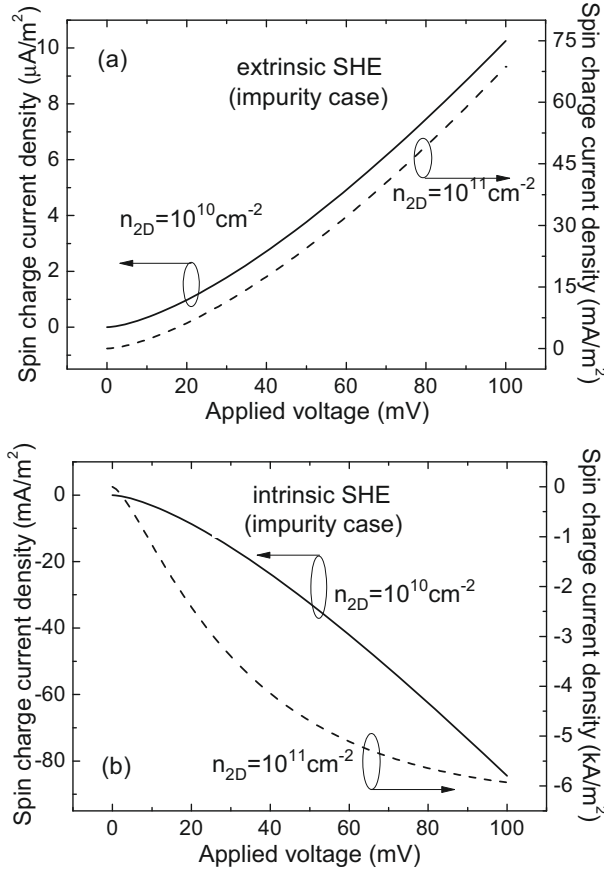 (a)
extrinsic SHE
(impurity case)
n2D=10^10cm^-2
n2D=10^11cm^-2
Spin charge current density (μA/m²)
10
8
6
4
2
0
Spin charge current
density (mA/m²)
75
60
45
30
15
0
0 20 40 60 80 100
Applied voltage (mV)
(b)
intrinsic SHE
(impurity case)
n2D=10^10cm^-2
n2D=10^11cm^-2
Spin charge current density (mA/m²)
0
-20
-40
-60
-80
Spin charge current
density (kA/m²)
0
-1
-2
-3
-4
-5
-6
0 20 40 60 80 100
Applied voltage (mV)